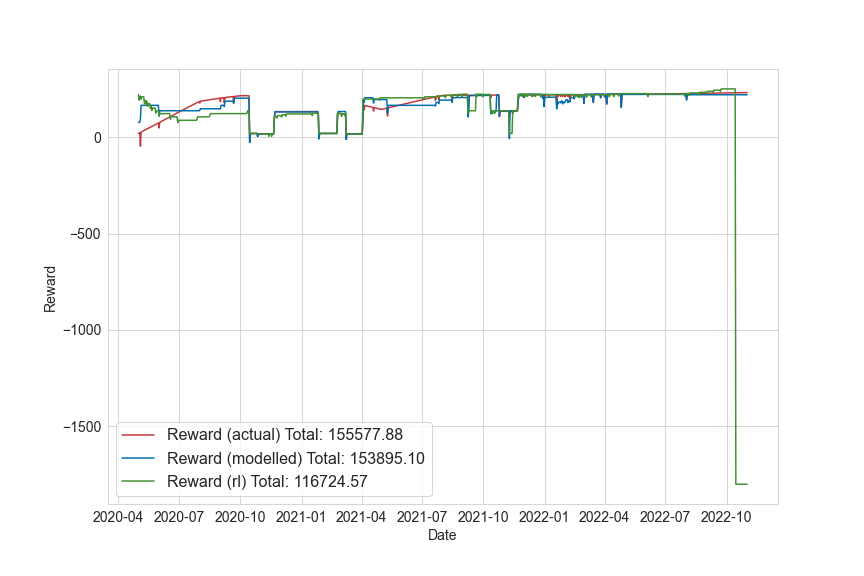 0
−500
−1000
−1500
Reward
Reward (actual) Total: 155577.88
Reward (modelled) Total: 153895.10
Reward (rl) Total: 116724.57
2020-04 2020-07 2020-10 2021-01 2021-04 2021-07 2021-10 2022-01 2022-04 2022-07 2022-10
Date